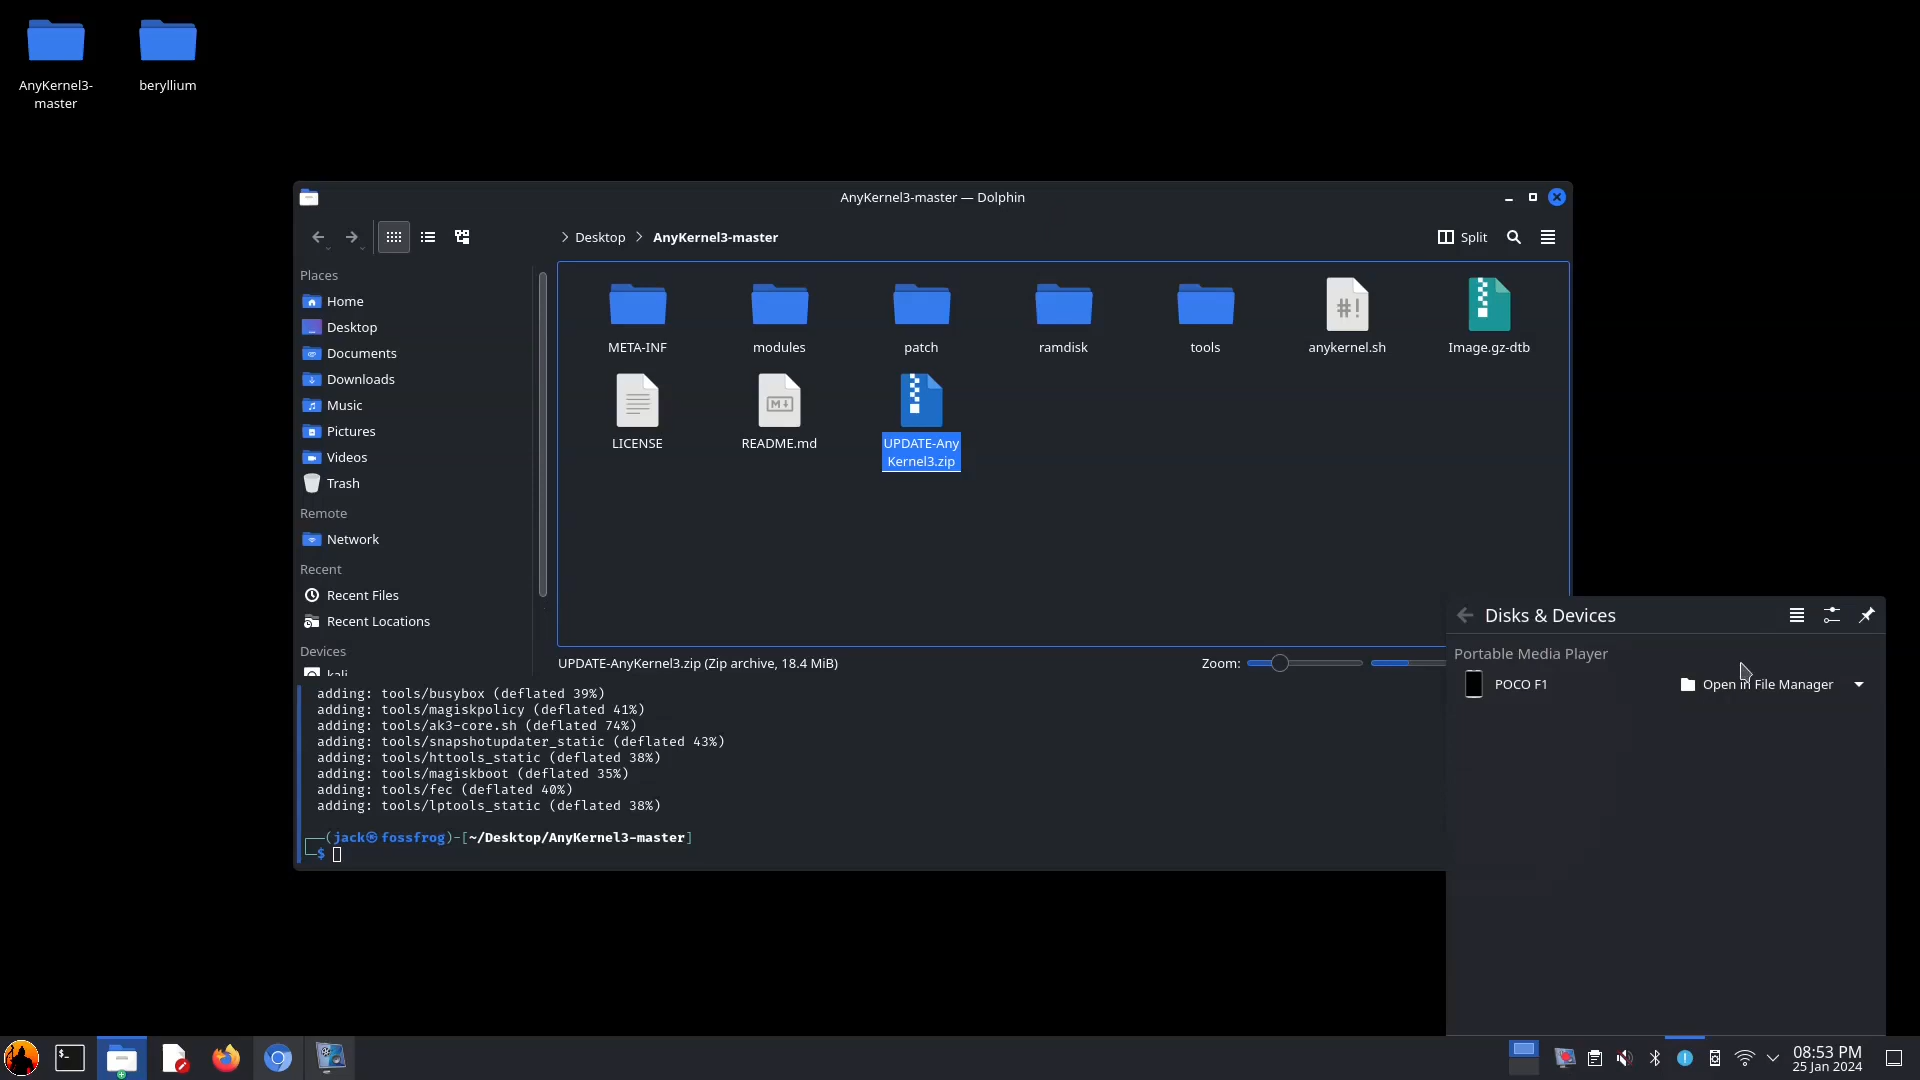 AnyKernel3-
master
beryllium
AnyKernel3-master — Dolphin
Desktop
AnyKernel3-master
Split
Places
Home
Desktop
Documents
Downloads
Music
Pictures
Videos
Trash
Remote
Network
Recent
Recent Files
Recent Locations
Devices
kali
META-INF
modules
patch
ramdisk
tools
#!
anykernel.sh
Image.gz-dtb
LICENSE
M
README.md
UPDATE-Any
Kernel3.zip
UPDATE-AnyKernel3.zip (Zip archive, 18.4 MiB)
Zoom:
adding: tools/busybox (deflated 39%)
adding: tools/magiskpolicy (deflated 41%)
adding: tools/ak3-core.sh (deflated 74%)
adding: tools/snapshotupdater_static (deflated 43%)
adding: tools/httools_static (deflated 38%)
adding: tools/magiskboot (deflated 35%)
adding: tools/fec (deflated 40%)
adding: tools/lptools_static (deflated 38%)
┌──(jack㉿fossfrog)-[~/Desktop/AnyKernel3-master]
└─$
Disks & Devices
Portable Media Player
POCO F1
Open in File Manager
08:53 PM
25 Jan 2024